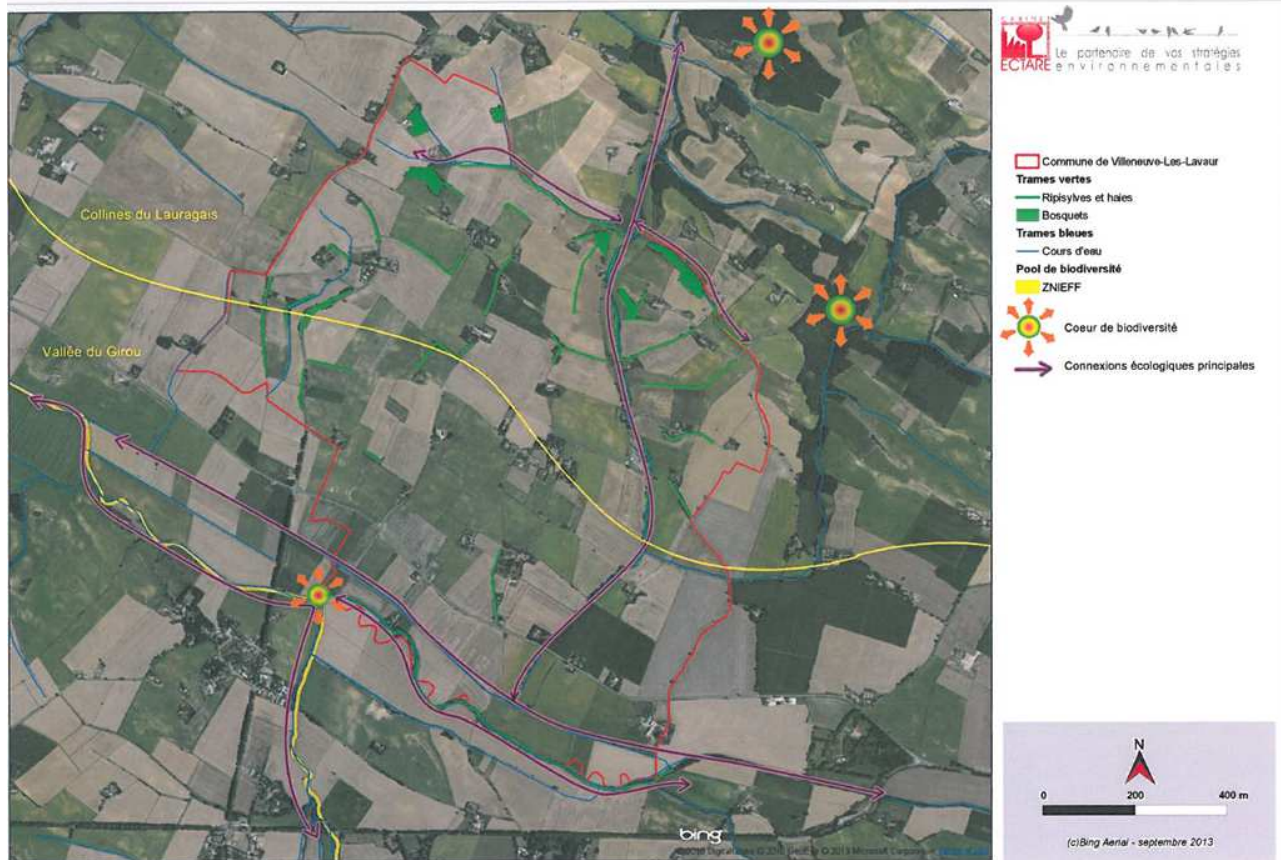 Collines du Lauragais
Vallée du Girou
bing
CABINET
ECTARE
Le partenaire de vos stratégies
environnementales
Commune de Villeneuve-Les-Lavaur
Trames vertes
Ripisylves et haies
Bosquets
Trames bleues
Cours d'eau
Pool de biodiversité
ZNIEFF
Coeur de biodiversité
Connexions écologiques principales
N
0 200 400 m
(c)Bing Aerial - septembre 2013